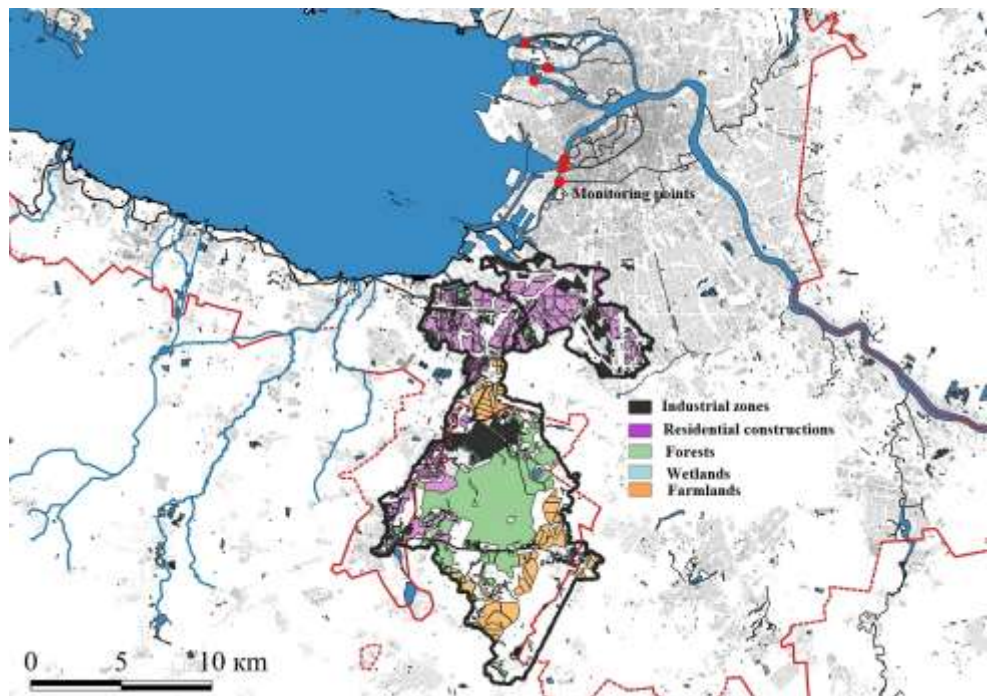 Monitoring points
Industrial zones
Residential constructions
Forests
Wetlands
Farmlands
0 5 10 км